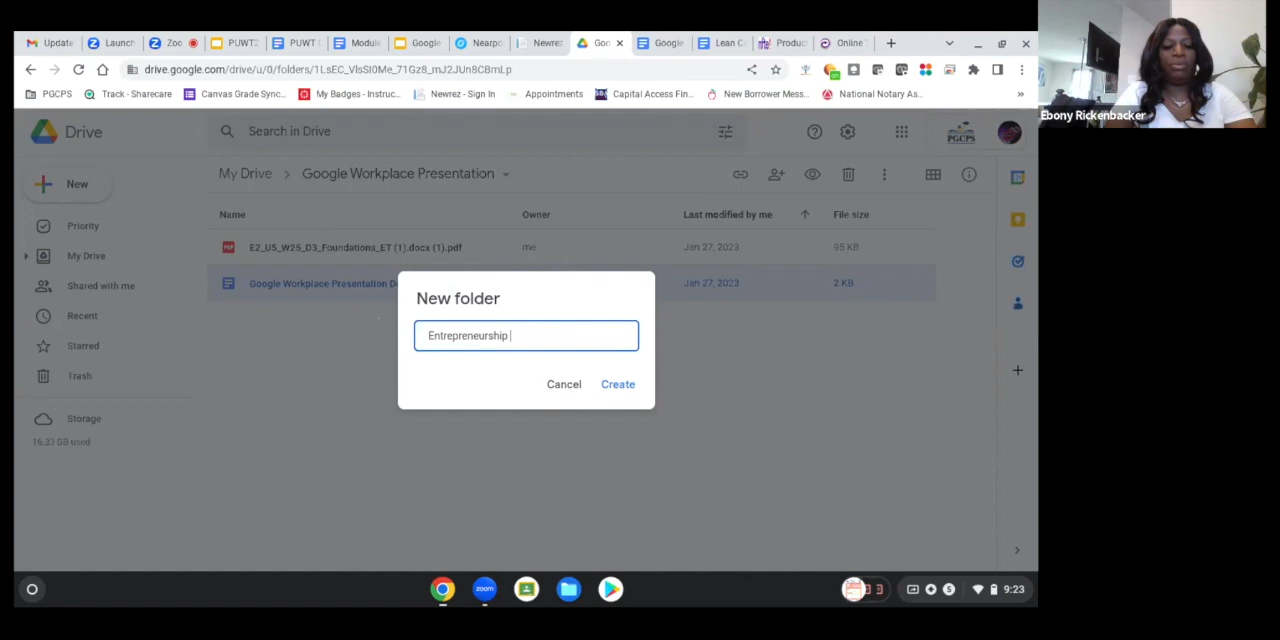 Update
Launch
Zoo
PUWT2
PUWT
Module
Google
Nearpo
Newrez
Goo
Google
Lean C
Produc
Online
drive.google.com/drive/u/0/folders/1LsEC_VlsSI0Me_71Gz8_mJ2JUn8CBmLp
PGCPS
Track - Sharecare
Canvas Grade Sync...
My Badges - Instruc...
Newrez - Sign In
Appointments
Capital Access Fin...
New Borrower Mess...
National Notary As...
Ebony Rickenbacker
Drive
Search in Drive
PGCPS
New
My Drive > Google Workplace Presentation
Name
Owner
Last modified by me
File size
Priority
My Drive
Shared with me
Recent
Starred
Trash
Storage
16.33 GB used
E2_U5_W25_D3_Foundations_ET (1).docx (1).pdf
me
Jan 27, 2023
95 KB
Google Workplace Presentation D
Jan 27, 2023
2 KB
New folder
Entrepreneurship
Cancel
Create
zoom
9:23